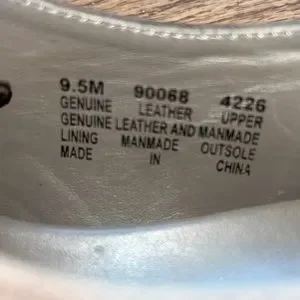 9.5M 90068 4226
GENUINE LEATHER UPPER
GENUINE LEATHER AND MANMADE
LINING MANMADE OUTSOLE
MADE IN CHINA